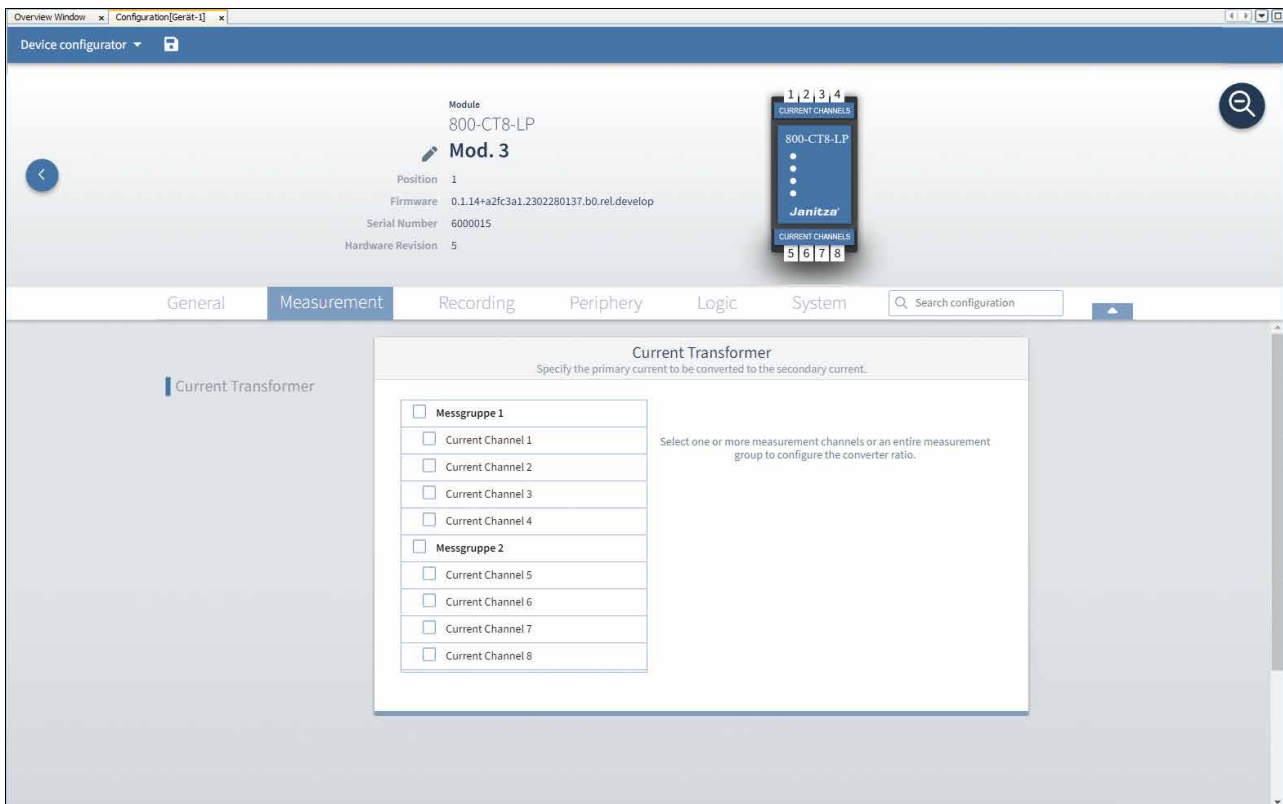 Overview Window x Configuration[Gerät-1] x
Device configurator
Module
800-CT8-LP
Mod. 3
Position 1
Firmware 0.1.14+a2fc3a1.2302280137.b0.rel.develop
Serial Number 6000015
Hardware Revision 5
1 2 3 4
CURRENT CHANNELS
800-CT8-LP
Janitza®
CURRENT CHANNELS
5 6 7 8
General Measurement Recording Periphery Logic System Search configuration
Current Transformer
Current Transformer
Specify the primary current to be converted to the secondary current.
Messgruppe 1
Current Channel 1
Current Channel 2
Current Channel 3
Current Channel 4
Messgruppe 2
Current Channel 5
Current Channel 6
Current Channel 7
Current Channel 8
Select one or more measurement channels or an entire measurement
group to configure the converter ratio.